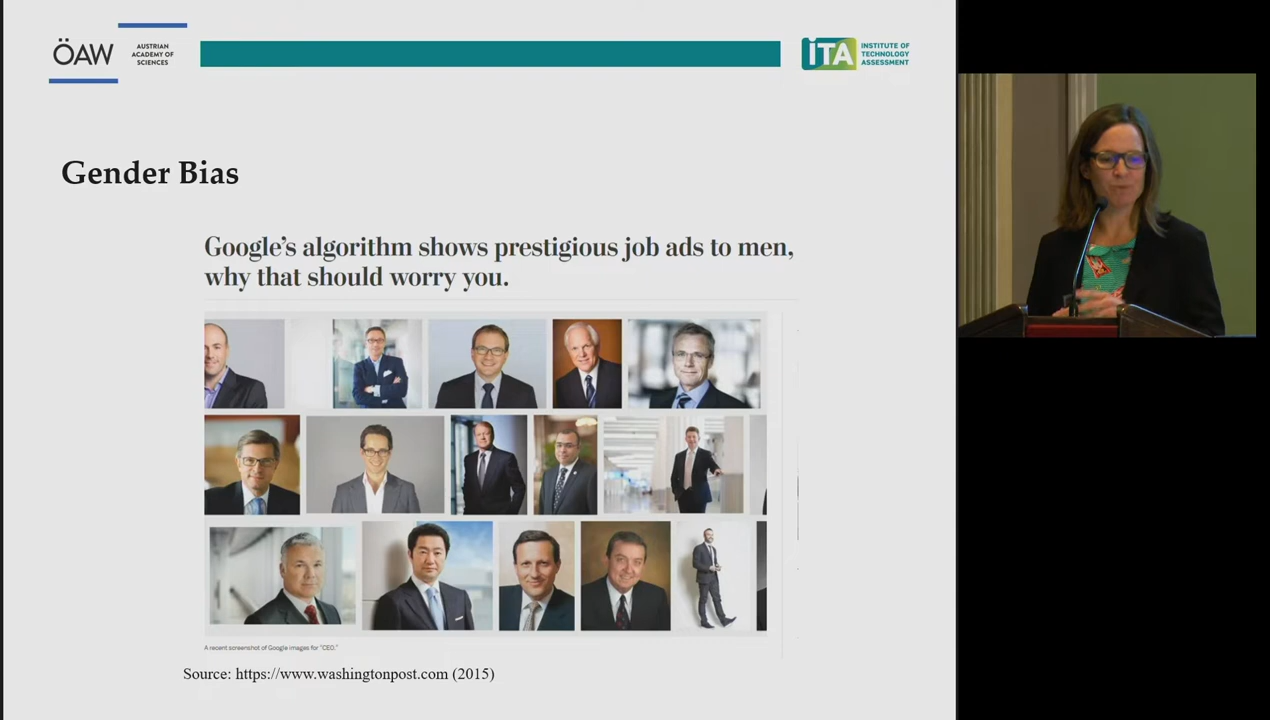 ÖAW
AUSTRIAN
ACADEMY OF
SCIENCES
iTA
INSTITUTE OF
TECHNOLOGY
ASSESSMENT
Gender Bias
Google's algorithm shows prestigious job ads to men,
why that should worry you.
A recent screenshot of Google images for "CEO."
Source: https://www.washingtonpost.com (2015)